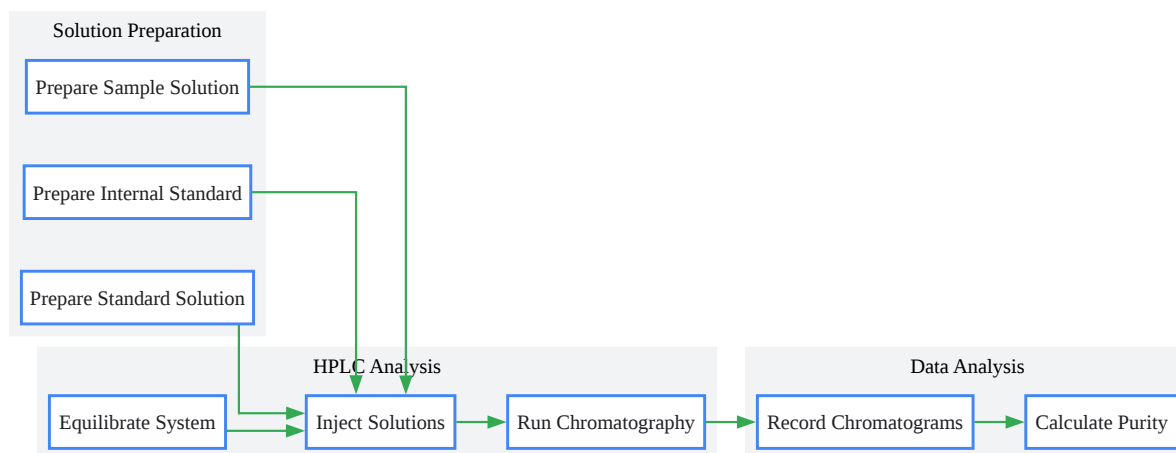 Solution Preparation
Prepare Sample Solution
Prepare Internal Standard
Prepare Standard Solution
HPLC Analysis
Equilibrate System
Inject Solutions
Run Chromatography
Data Analysis
Record Chromatograms
Calculate Purity